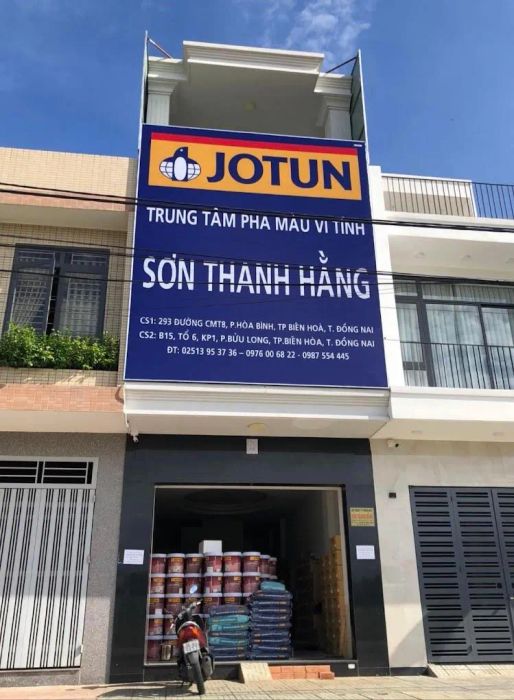 JOTUN
TRUNG TÂM PHA MÀU VI TÍNH
SƠN THANH HẰNG
CS1: 293 ĐƯỜNG CMT8, P.HÒA BÌNH, TP BIÊN HOÀ, T. ĐỒNG NAI
CS2: B15, TỔ 6, KP1, P.BỬU LONG, TP.BIÊN HÒA, T. ĐỒNG NAI
ĐT: 02513 95 37 36 – 0976 00 68 22 - 0987 554 445